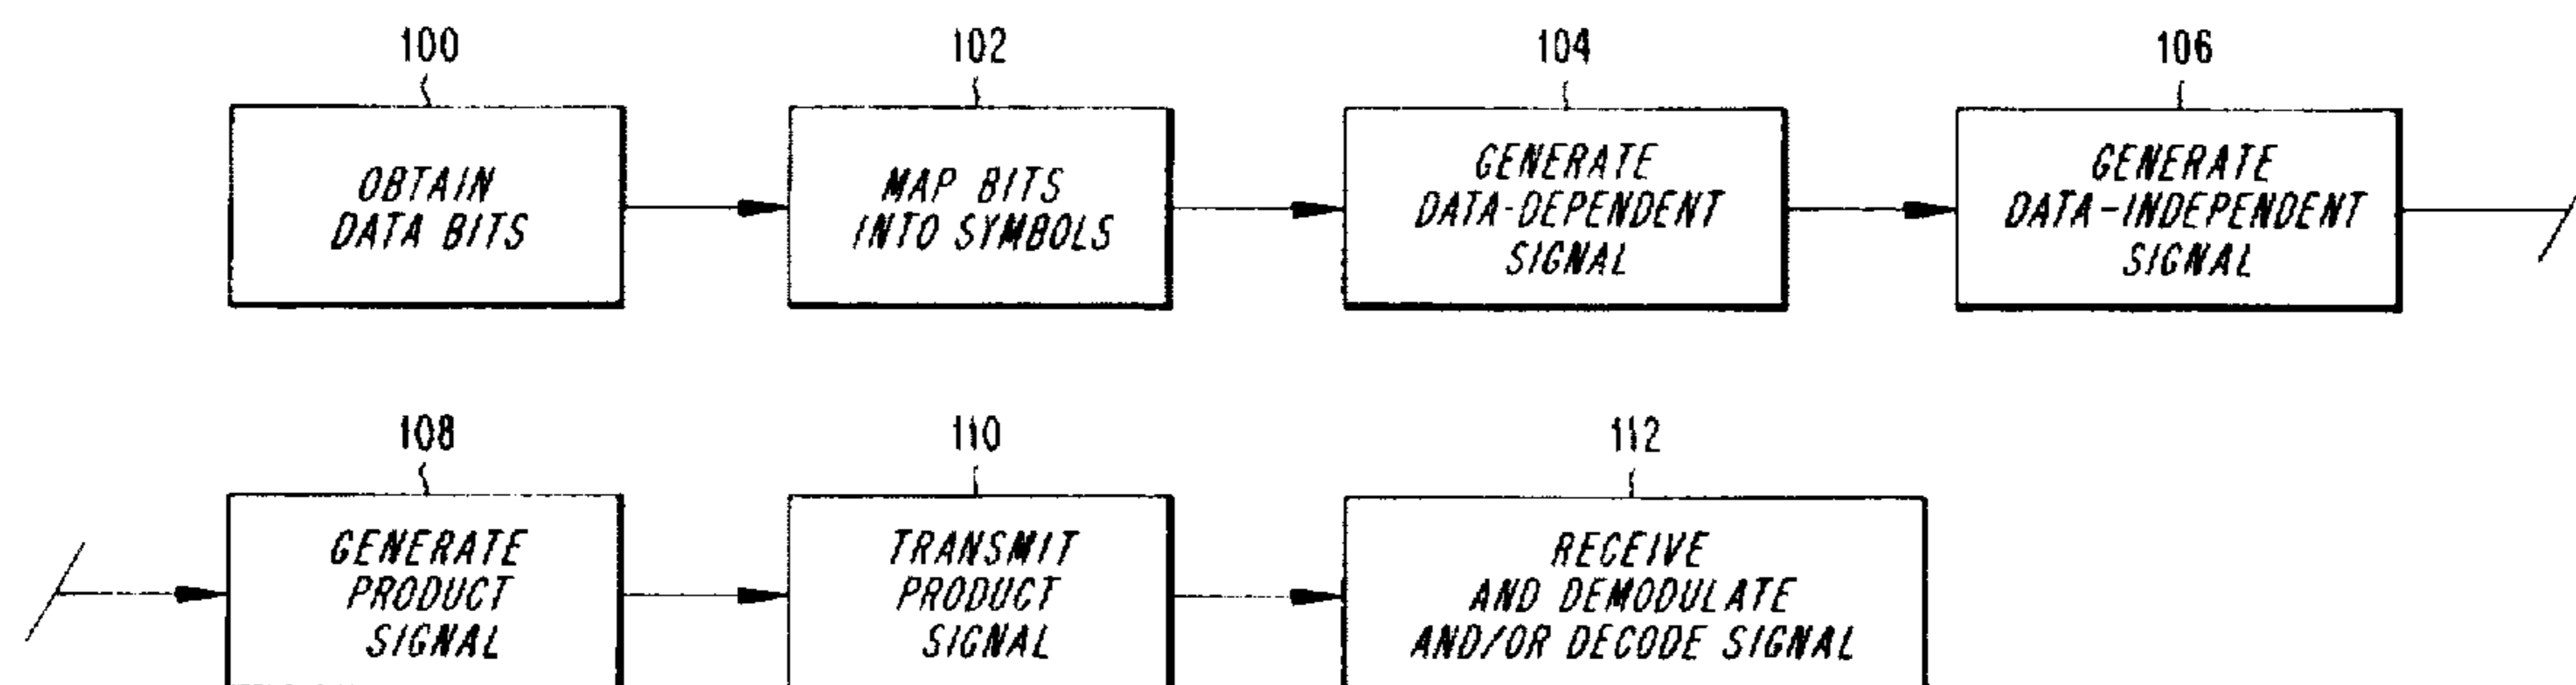 100
OBTAIN
DATA BITS
102
MAP BITS
INTO SYMBOLS
104
GENERATE
DATA-DEPENDENT
SIGNAL
106
GENERATE
DATA-INDEPENDENT
SIGNAL
108
GENERATE
PRODUCT
SIGNAL
110
TRANSMIT
PRODUCT
SIGNAL
112
RECEIVE
AND DEMODULATE
AND/OR DECODE SIGNAL